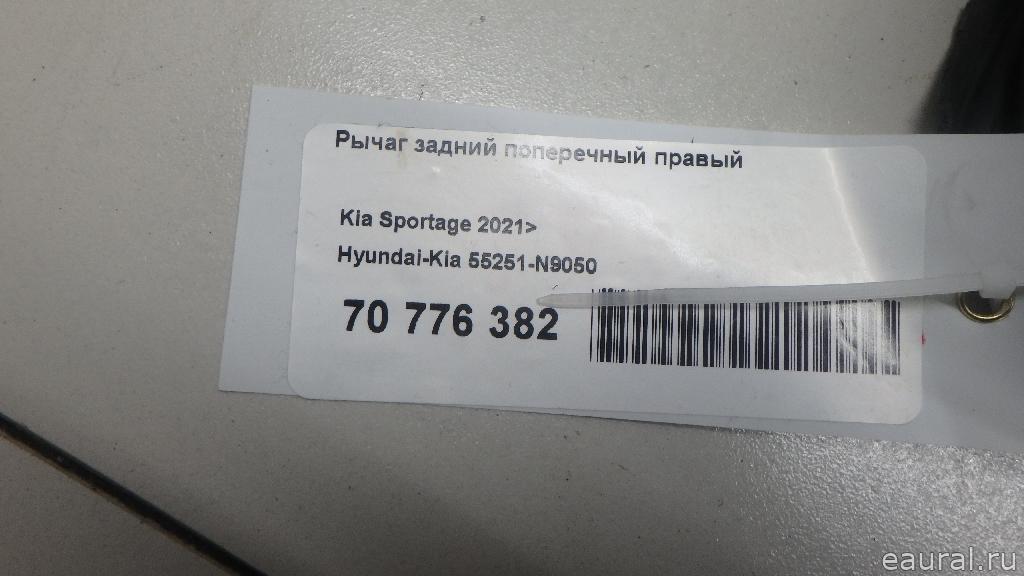 Рычаг задний поперечный правый
Kia Sportage 2021>
Hyundai-Kia 55251-N9050
70 776 382
eaural.ru